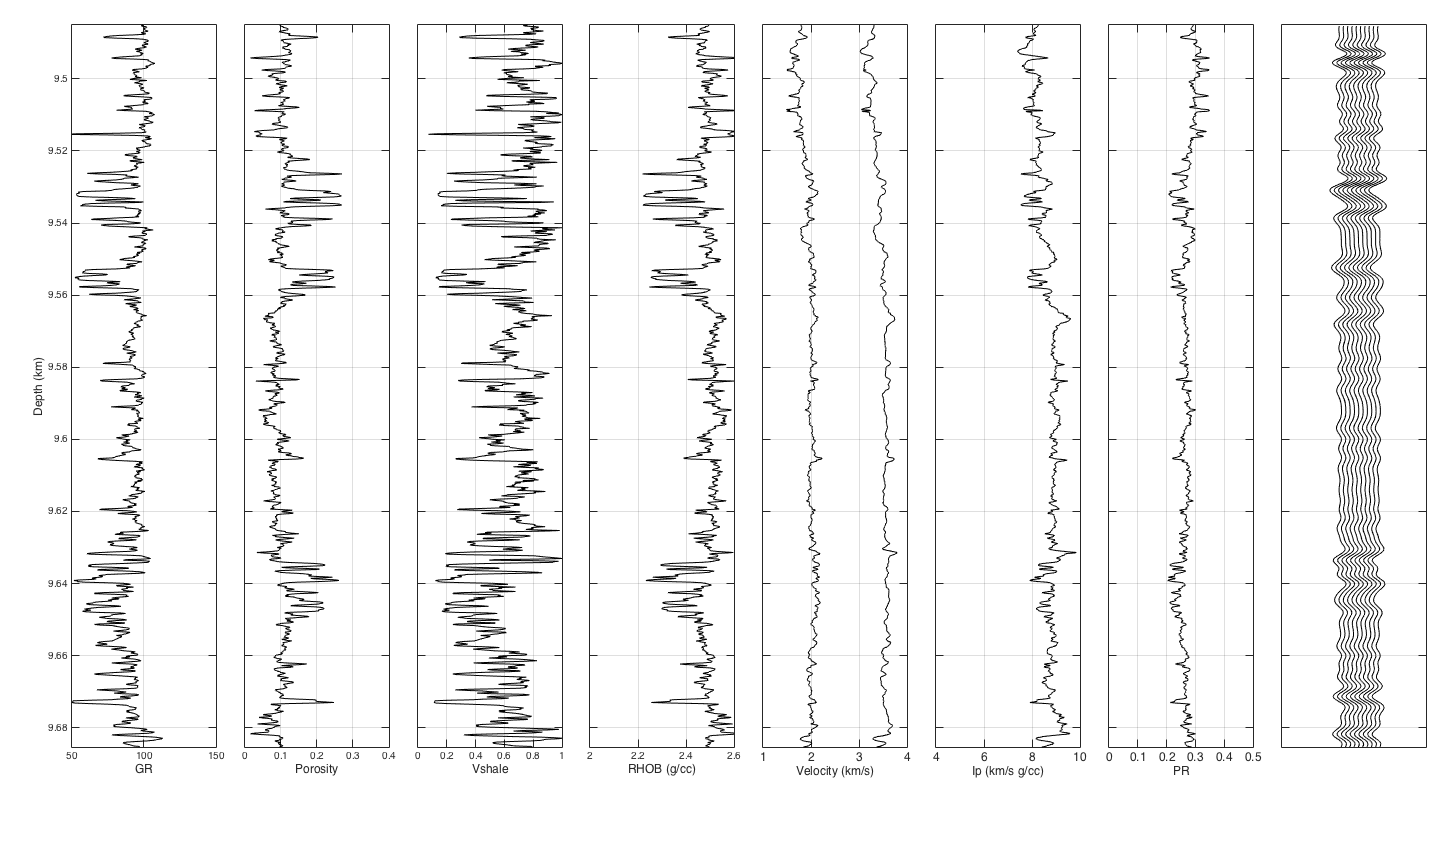 9.5
9.52
9.54
9.56
9.58
9.6
9.62
9.64
9.66
9.68
Depth (km)
50 100 150
GR
0 0.1 0.2 0.3 0.4
Porosity
0 0.2 0.4 0.6 0.8 1
Vshale
2 2.2 2.4 2.6
RHOB (g/cc)
1 2 3 4
Velocity (km/s)
4 6 8 10
Ip (km/s g/cc)
0 0.1 0.2 0.3 0.5
PR